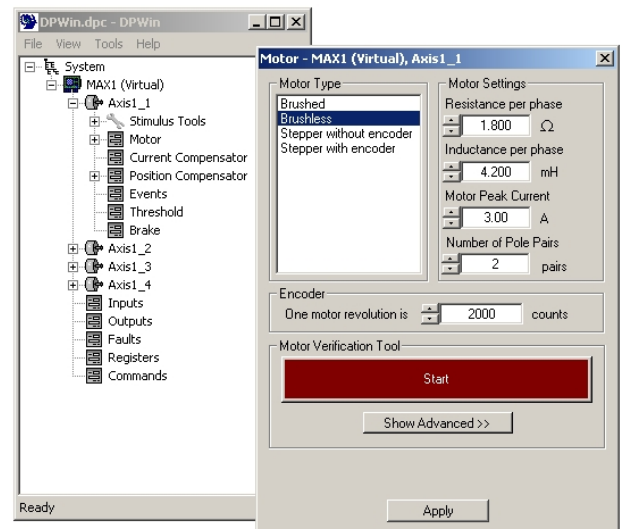 DPWin.dpc - DPWin
File View Tools Help
System
MAX1 (Virtual)
Axis1_1
Stimulus Tools
Motor
Current Compensator
Position Compensator
Events
Threshold
Brake
Axis1_2
Axis1_3
Axis1_4
Inputs
Outputs
Faults
Registers
Commands
Ready
Motor - MAX1 (Virtual), Axis1_1
Motor Type
Brushed
Brushless
Stepper without encoder
Stepper with encoder
Motor Settings
Resistance per phase
1.800 Ω
Inductance per phase
4.200 mH
Motor Peak Current
3.00 A
Number of Pole Pairs
2 pairs
Encoder
One motor revolution is 2000 counts
Motor Verification Tool
Start
Show Advanced >>
Apply